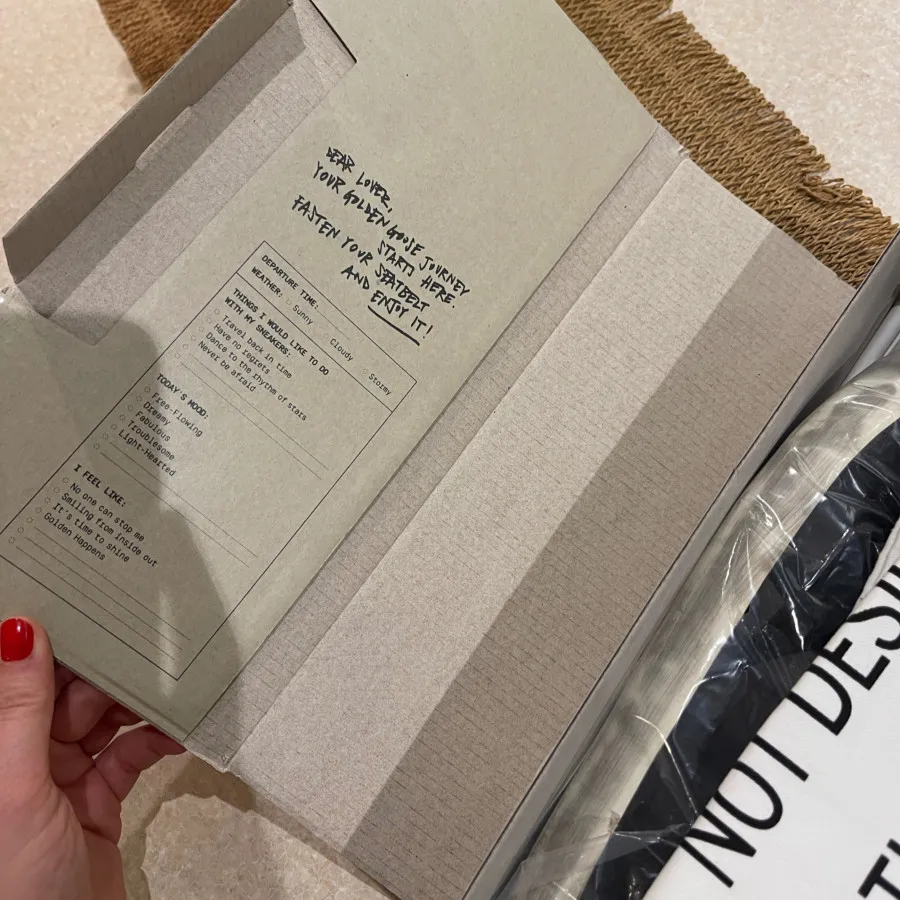 DEAR LOVER,
YOUR GOLDEN GOOSE JOURNEY
STARTS HERE.
FASTEN YOUR SEATBELT
AND ENJOY IT!
DEPARTURE TIME:
WEATHER: Sunny Cloudy Stormy
THINGS I WOULD LIKE TO DO
WITH MY SNEAKERS:
Travel back in time
Have no regrets
Dance to the rhythm of stars
Never be afraid
TODAY'S MOOD:
Free-Flowing
Dreamy
Fabulous
Troublesome
Light-Hearted
I FEEL LIKE:
No one can stop me
Smiling from inside out
It's time to shine
Golden Happens
NOT DESI